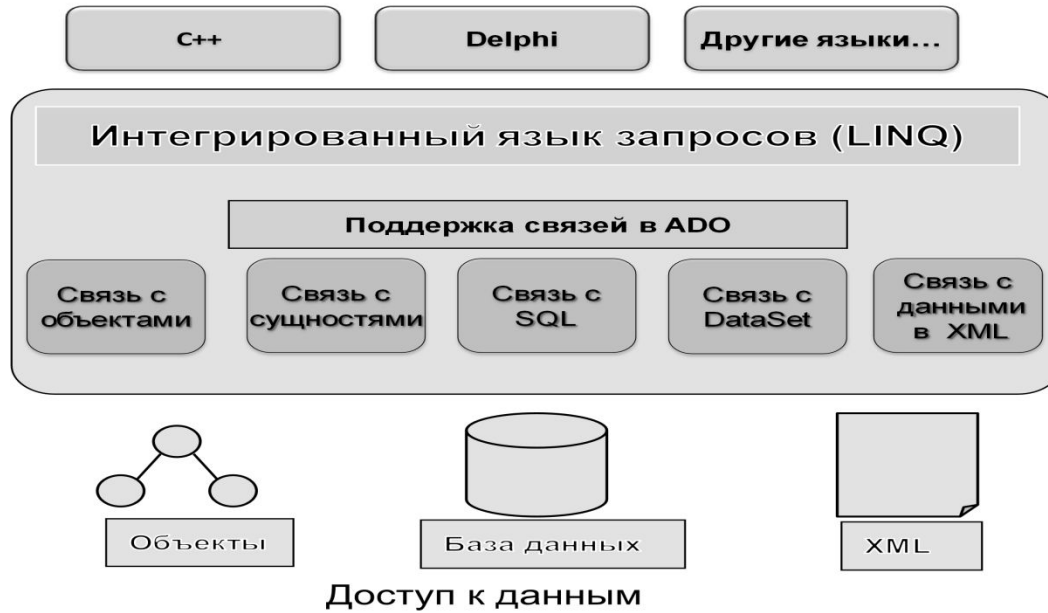 C++
Delphi
Другие языки...
Интегрированный язык запросов (LINQ)
Поддержка связей в ADO
Связь с
объектами
Связь с
сущностями
Связь с
SQL
Связь с
DataSet
Связь с
данными
в XML
Объекты
База данных
XML
Доступ к данным